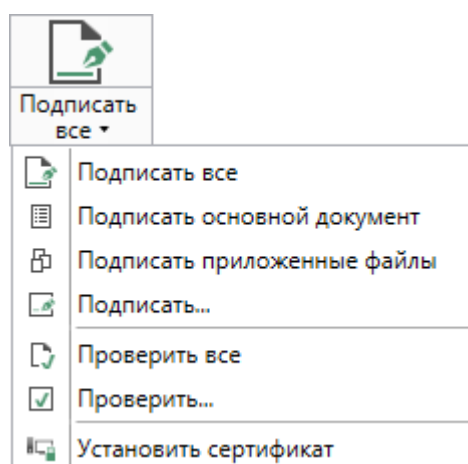 Подписать
все
Подписать все
Подписать основной документ
Подписать приложенные файлы
Подписать...
Проверить все
Проверить...
Установить сертификат